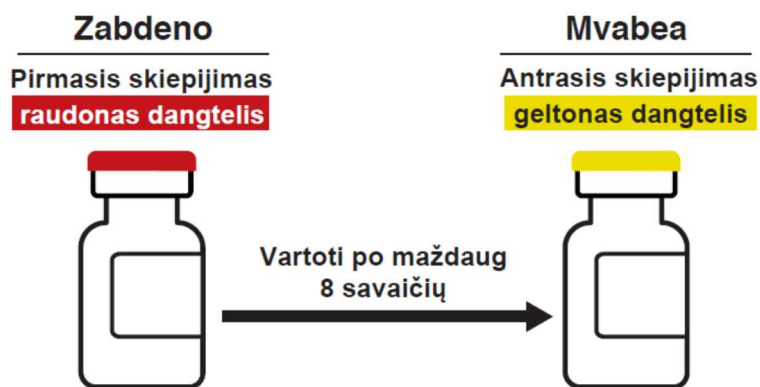 Zabdeno
Pirmasis skiepijimas
raudonas dangtelis
Mvabea
Antrasis skiepijimas
geltonas dangtelis
Vartoti po maždaug
8 savaičių